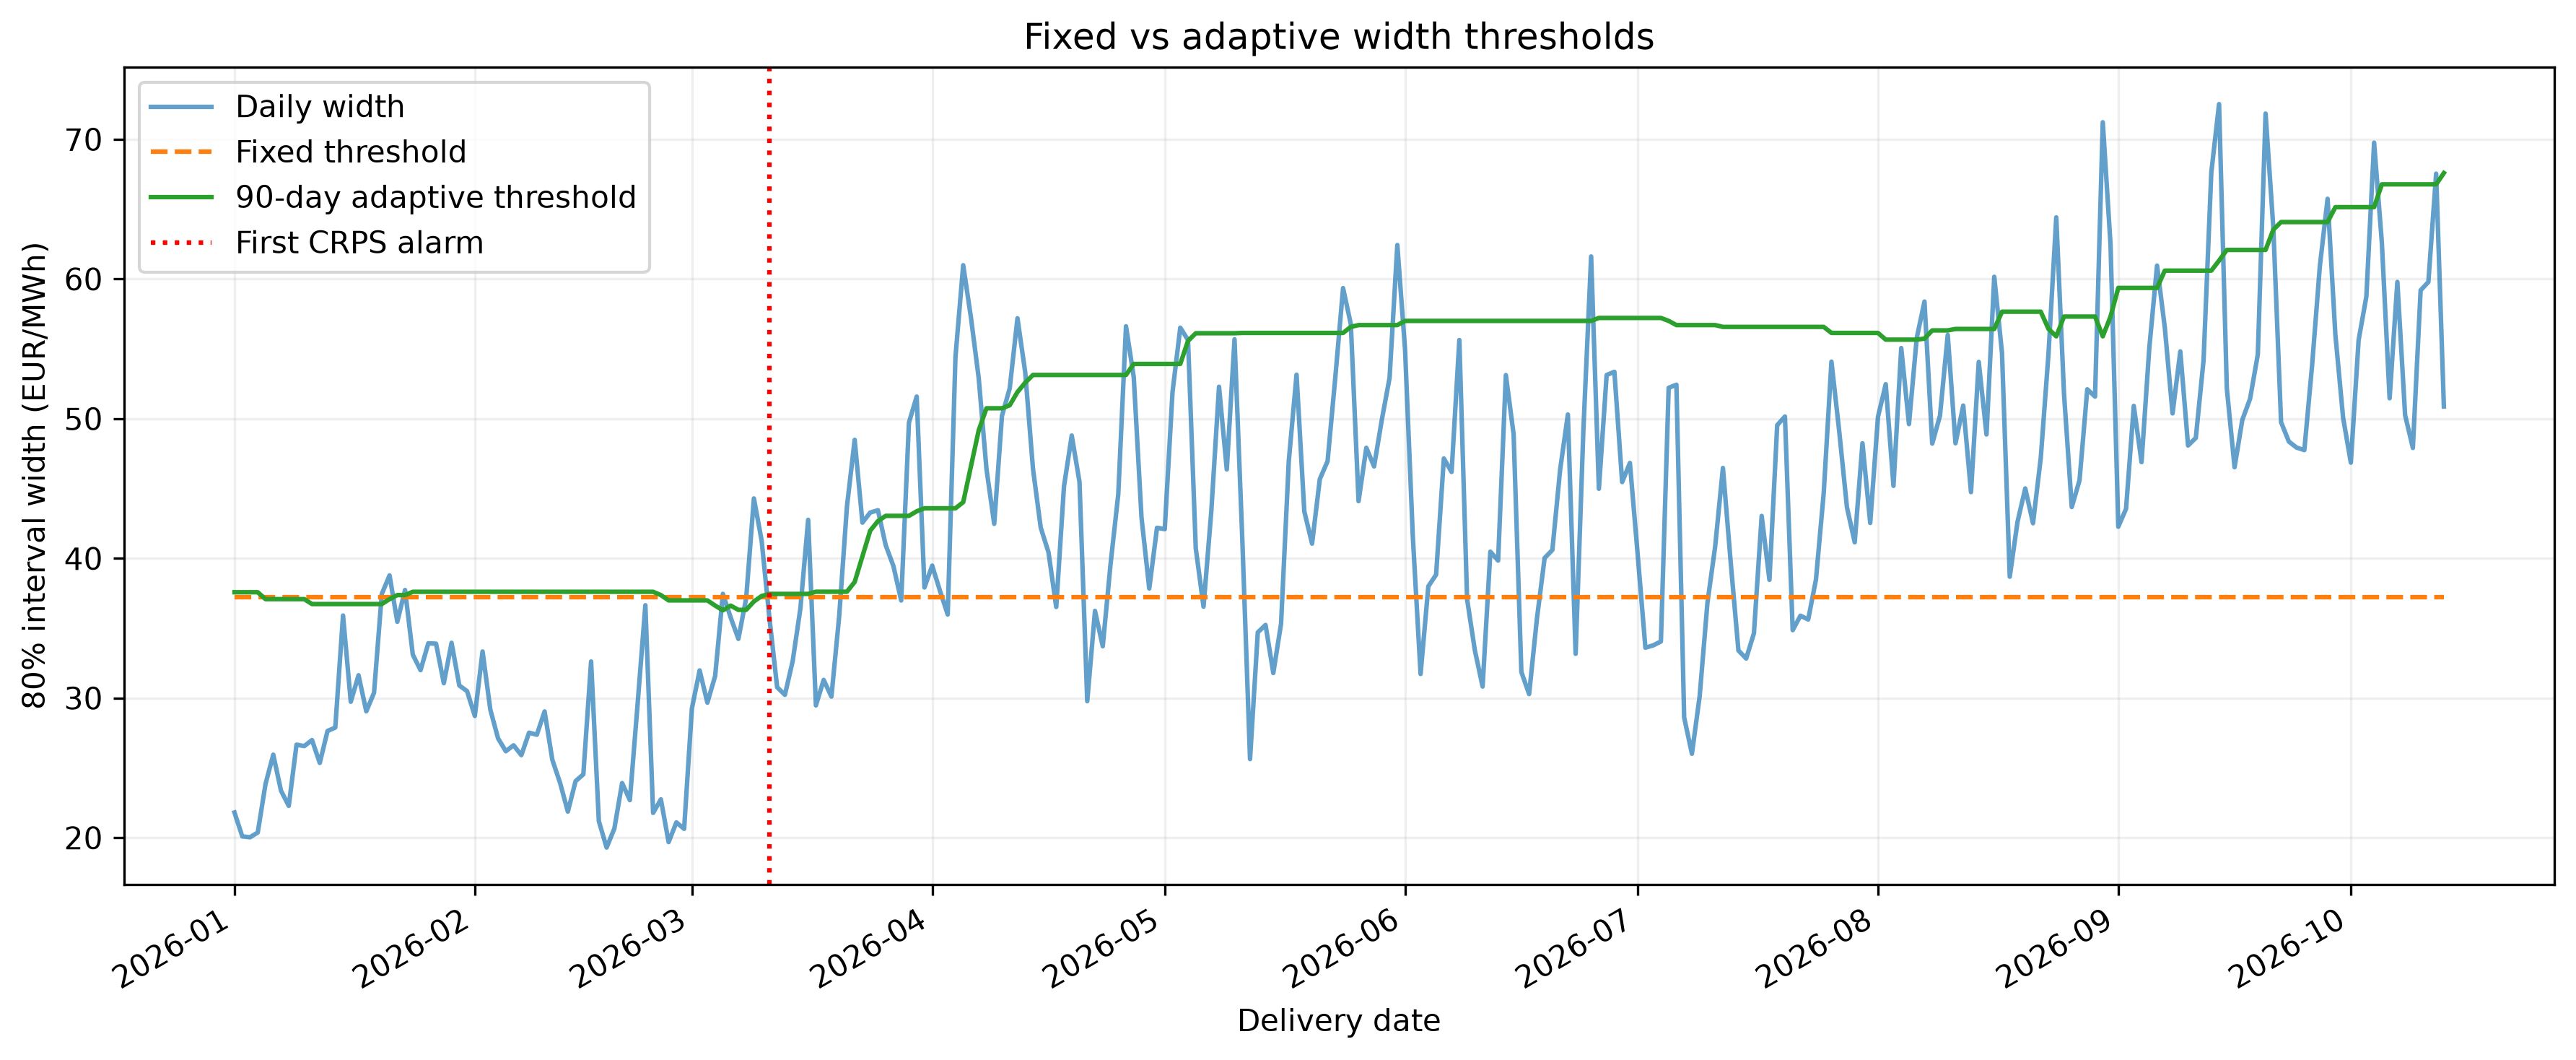 Fixed vs adaptive width thresholds
Daily width
Fixed threshold
90-day adaptive threshold
First CRPS alarm
80% interval width (EUR/MWh)
70
60
50
40
30
20
2026-01
2026-02
2026-03
2026-04
2026-05
2026-06
2026-07
2026-08
2026-09
2026-10
Delivery date